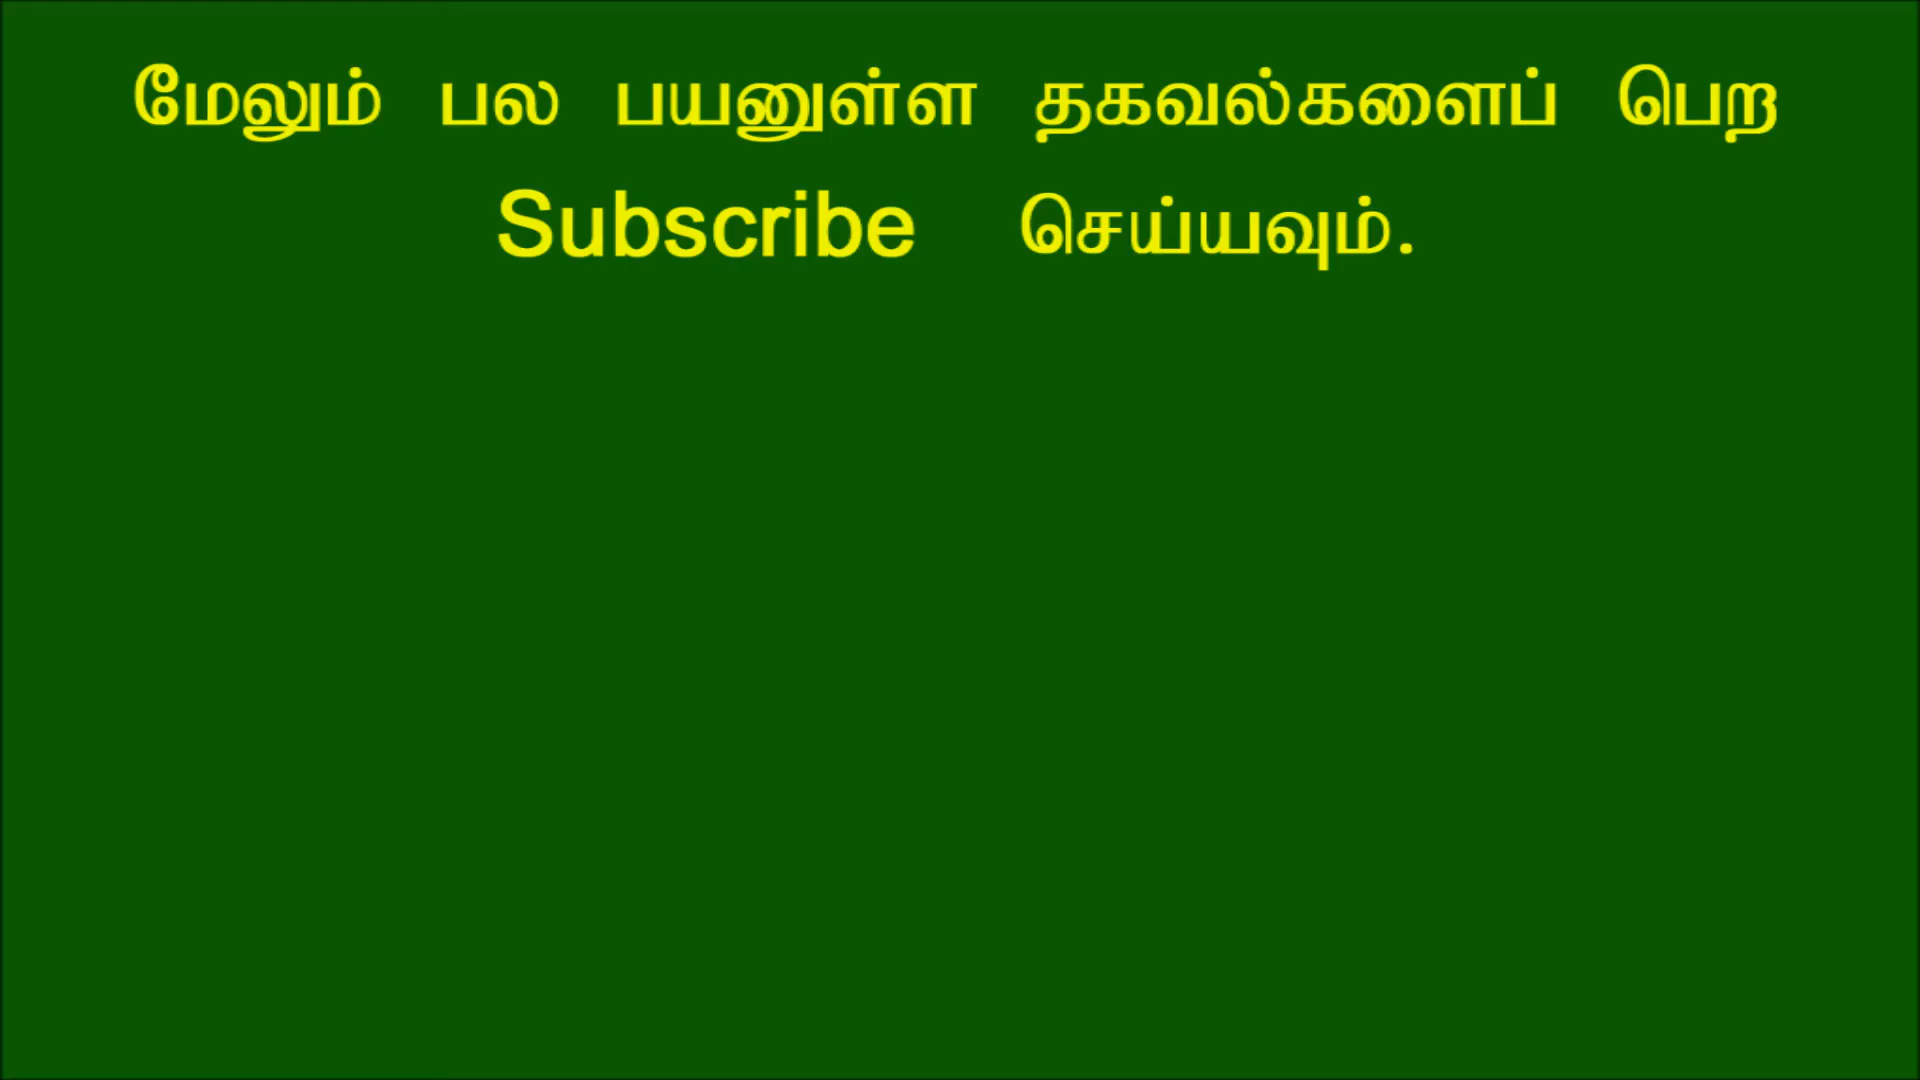 மேலும் பல பயனுள்ள தகவல்களைப் பெற
Subscribe செய்யவும்.